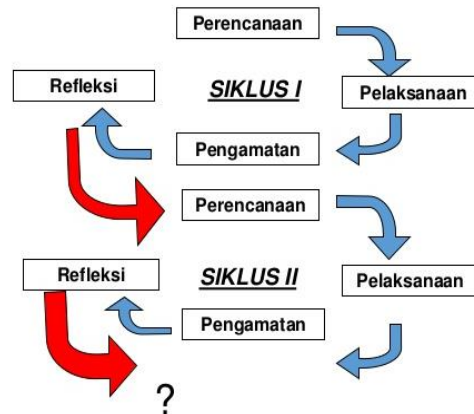 Perencanaan
Refleksi
SIKLUS I
Pelaksanaan
Pengamatan
Perencanaan
Refleksi
SIKLUS II
Pelaksanaan
Pengamatan
?